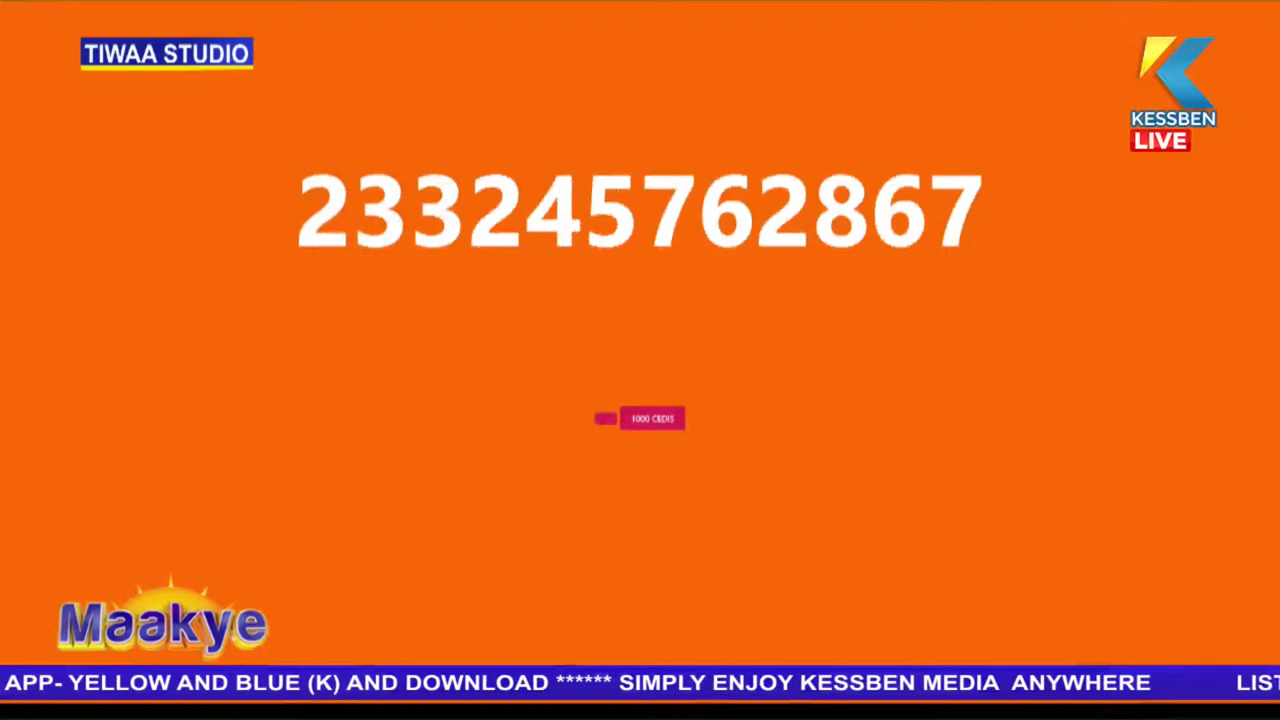 TIWAA STUDIO
KESSBEN
LIVE
233245762867
1000 CEDIS
Maakye
APP- YELLOW AND BLUE (K) AND DOWNLOAD ****** SIMPLY ENJOY KESSBEN MEDIA ANYWHERE LIST